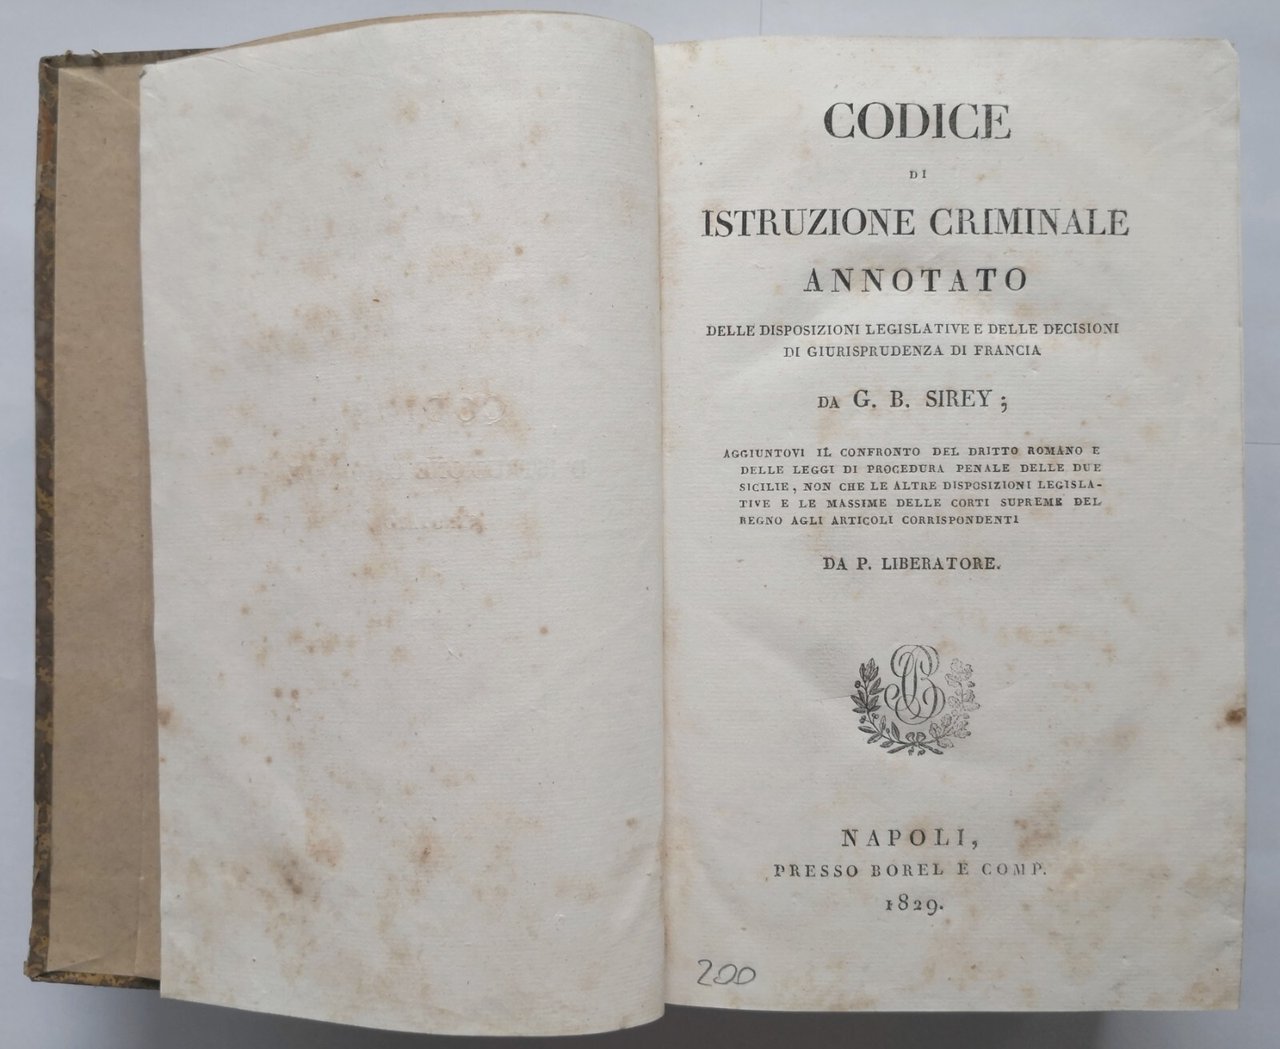 CODICE
DI
ISTRUZIONE CRIMINALE
ANNOTATO
DELLE DISPOSIZIONI LEGISLATIVE E DELLE DECISIONI
DI GIURISPRUDENZA DI FRANCIA
DA G. B. SIREY;
AGGIUNTOVI IL CONFRONTO DEL DRITTO ROMANO E
DELLE LEGGI DI PROCEDURA PENALE DELLE DUE
SICILIE, NON CHE LE ALTRE DISPOSIZIONI LEGISLA-
TIVE E LE MASSIME DELLE CORTI SUPREME DEL
REGNO AGLI ARTICOLI CORRISPONDENTI
DA P. LIBERATORE.
NAPOLI,
PRESSO BOREL E COMP.
1829.
200